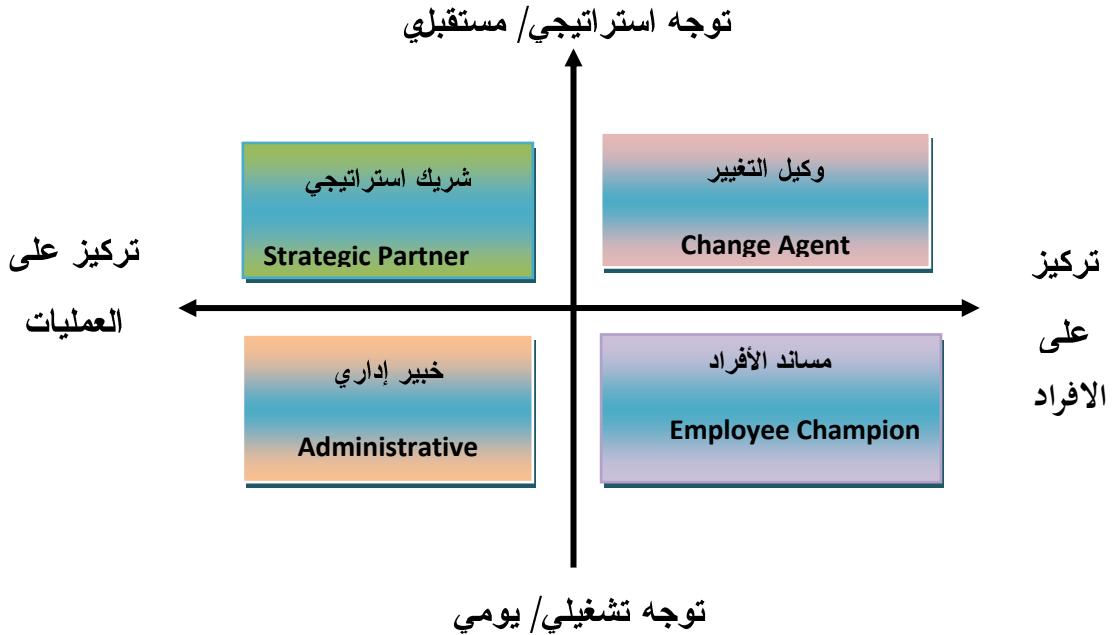 توجه استراتيجي/ مستقبلي
وكيل التغيير
Change Agent
شريك استراتيجي
Strategic Partner
تركيز
على
الافراد
تركيز على
العمليات
مساند الأفراد
Employee Champion
خبير إداري
Administrative
توجه تشغيلي/ يومي